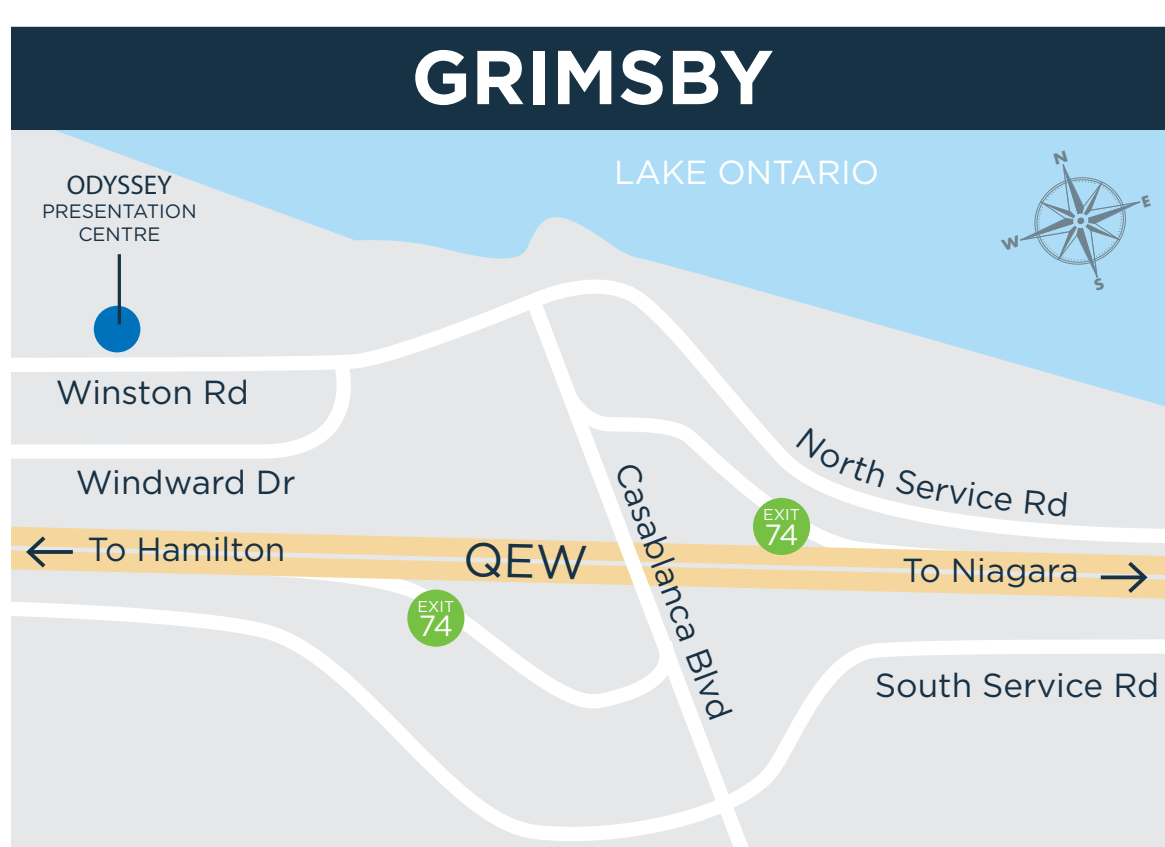 GRIMSBY
LAKE ONTARIO
N
E
W
S
ODYSSEY
PRESENTATION
CENTRE
Winston Rd
North Service Rd
Windward Dr
Casablanca Blvd
EXIT
74
To Hamilton
QEW
To Niagara
EXIT
74
South Service Rd